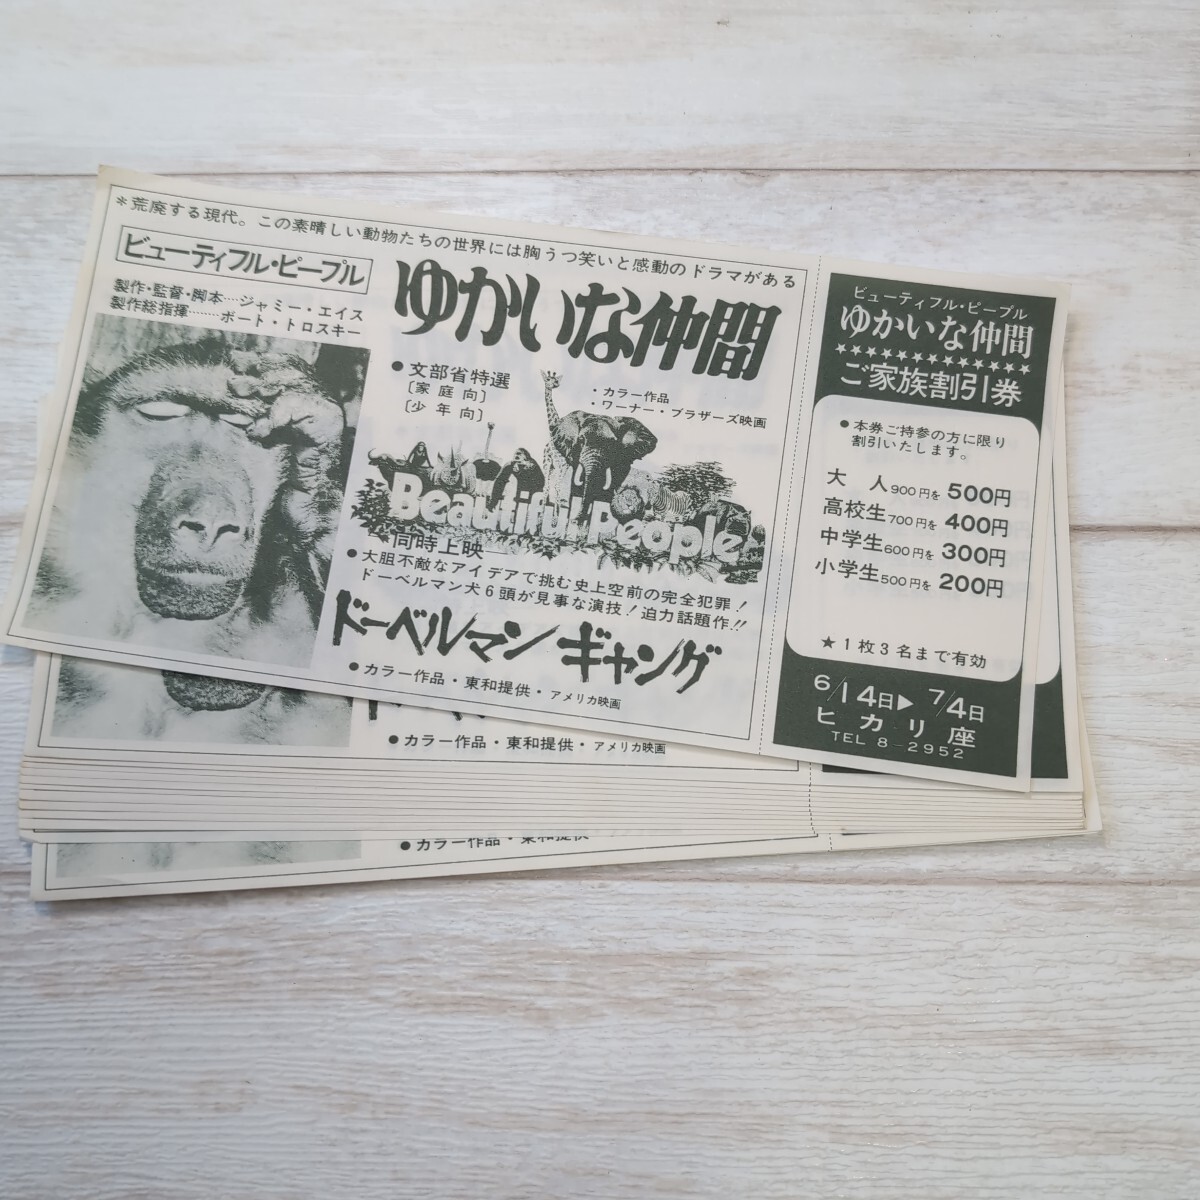 ＊荒廃する現代。この素晴しい動物たちの世界には胸うつ笑いと感動のドラマがある
ビューティフル・ピープル
製作・監督・脚本…ジャミー・エイス
製作総指揮………ボート・トロスキー
ゆかいな仲間
●文部省特選
〔家庭向〕
〔少年向〕
・カラー作品
・ワーナー・ブラザーズ映画
Beautiful People
同時上映
●大胆不敵なアイデアで挑む史上空前の完全犯罪！
ドーベルマン犬6頭が見事な演技！迫力話題作!!
ドーベルマン ギャング
●カラー作品・東和提供・アメリカ映画
ビューティフル・ピープル
ゆかいな仲間
★★★★★★★★★★★★★
ご家族割引券
●本券ご持参の方に限り
割引いたします。
大　人900円を500円
高校生700円を400円
中学生600円を300円
小学生500円を200円
★1枚3名まで有効
6/14日▶7/4日
ヒカリ座
TEL 8-2952
●カラー作品・東和提供・アメリカ映画
●カラー作品・東和提供